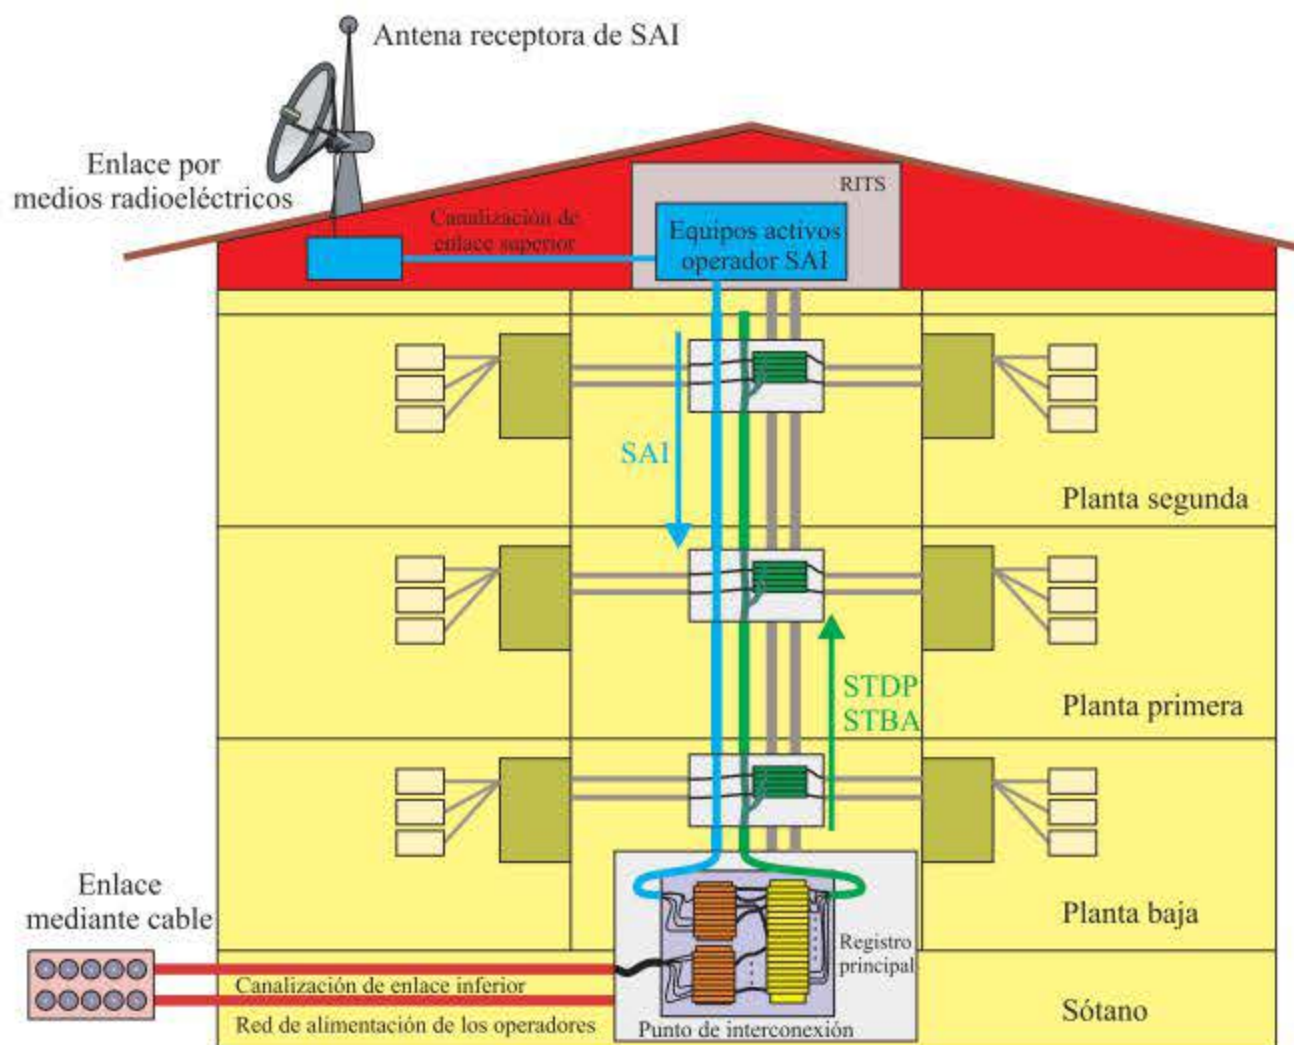 Antena receptora de SAI
Enlace por
medios radioeléctricos
RITS
Canalización de
enlace superior
Equipos activos
operador SAI
SAI
Planta segunda
STDP
STBA
Planta primera
Enlace
mediante cable
Planta baja
Registro
principal
Canalización de enlace inferior
Red de alimentación de los operadores
Punto de interconexión
Sótano